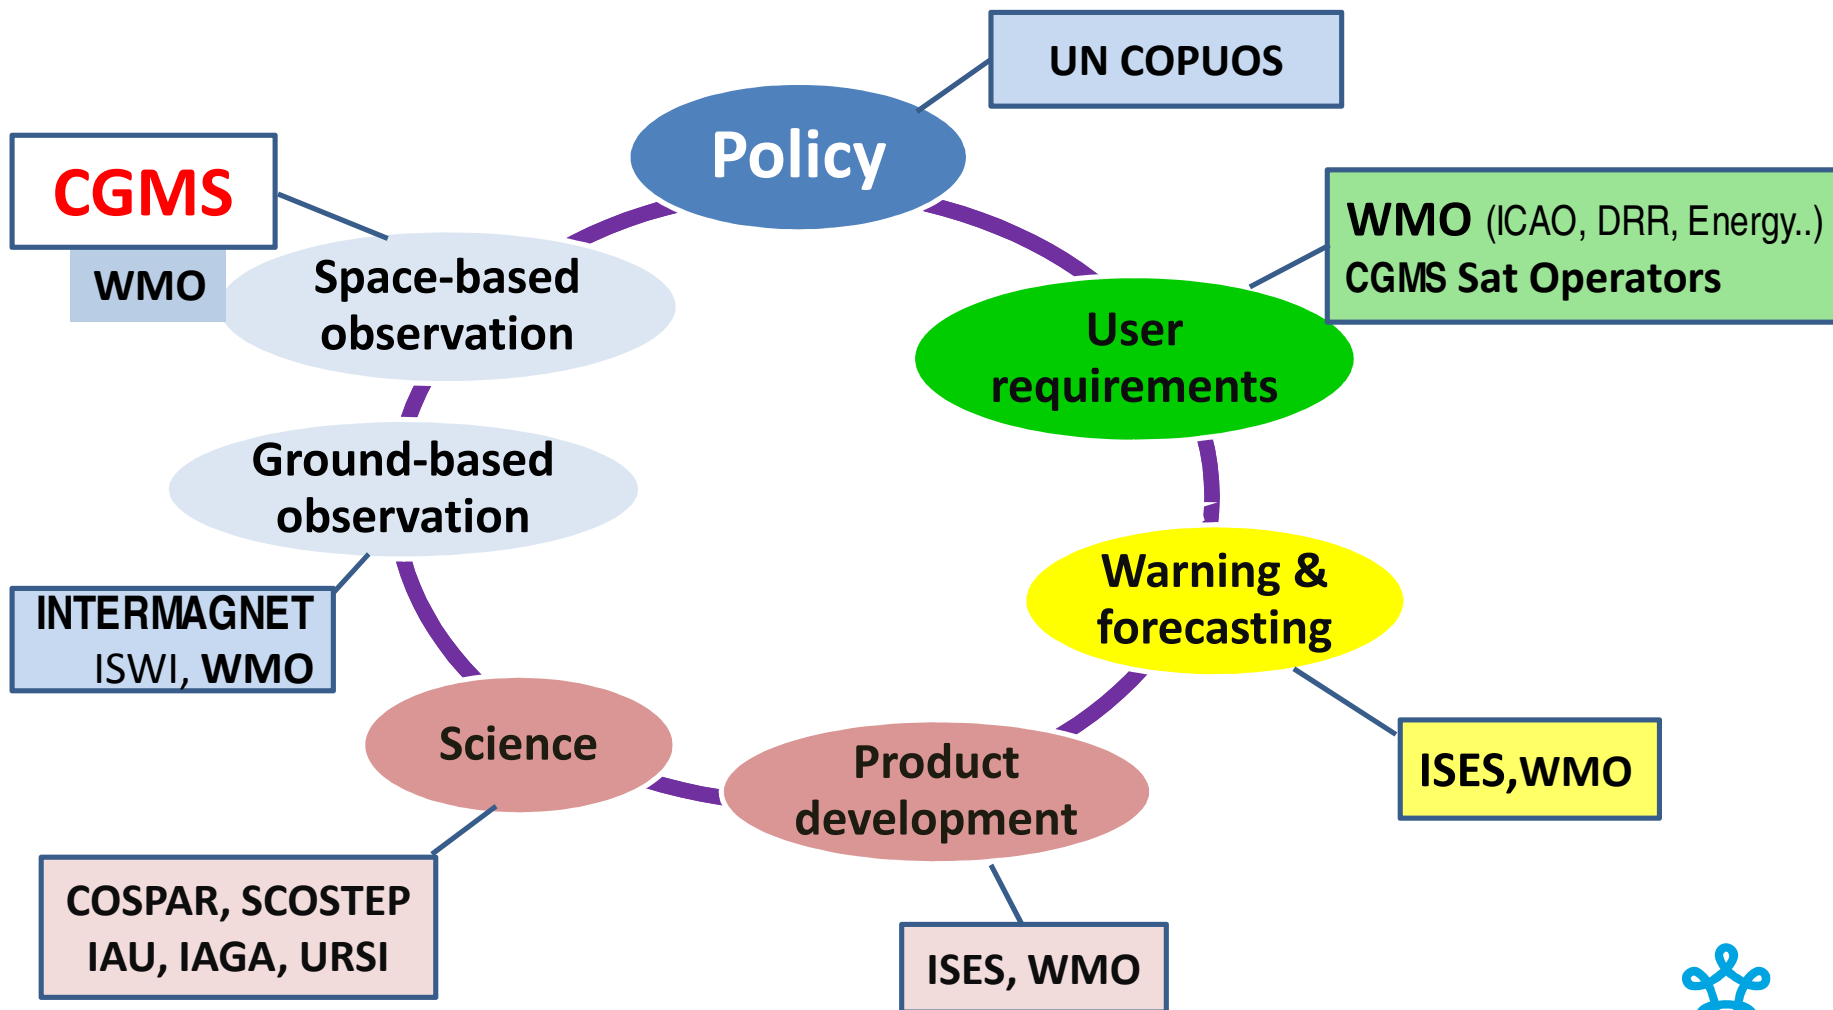 UN COPUOS
Policy
CGMS
WMO
Space-based
observation
WMO (ICAO, DRR, Energy..)
CGMS Sat Operators
User
requirements
Ground-based
observation
INTERMAGNET
ISWI, WMO
Warning &
forecasting
ISES,WMO
Science
Product
development
COSPAR, SCOSTEP
IAU, IAGA, URSI
ISES, WMO